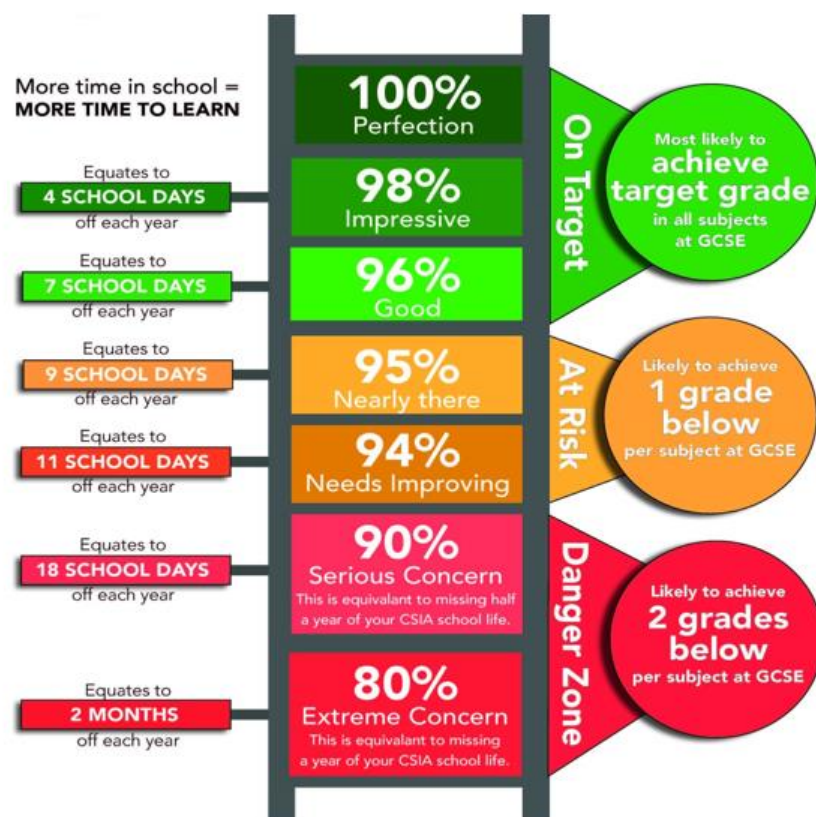 More time in school =
MORE TIME TO LEARN
100%
Perfection
Equates to
4 SCHOOL DAYS
off each year
98%
Impressive
Equates to
7 SCHOOL DAYS
off each year
96%
Good
On Target
Most likely to
achieve
target grade
in all subjects
at GCSE
Equates to
9 SCHOOL DAYS
off each year
95%
Nearly there
Equates to
11 SCHOOL DAYS
off each year
94%
Needs Improving
At Risk
Likely to achieve
1 grade
below
per subject at GCSE
Equates to
18 SCHOOL DAYS
off each year
90%
Serious Concern
This is equivalant to missing half
a year of your CSIA school life.
Equates to
2 MONTHS
off each year
80%
Extreme Concern
This is equivalant to missing
a year of your CSIA school life.
Danger Zone
Likely to achieve
2 grades
below
per subject at GCSE